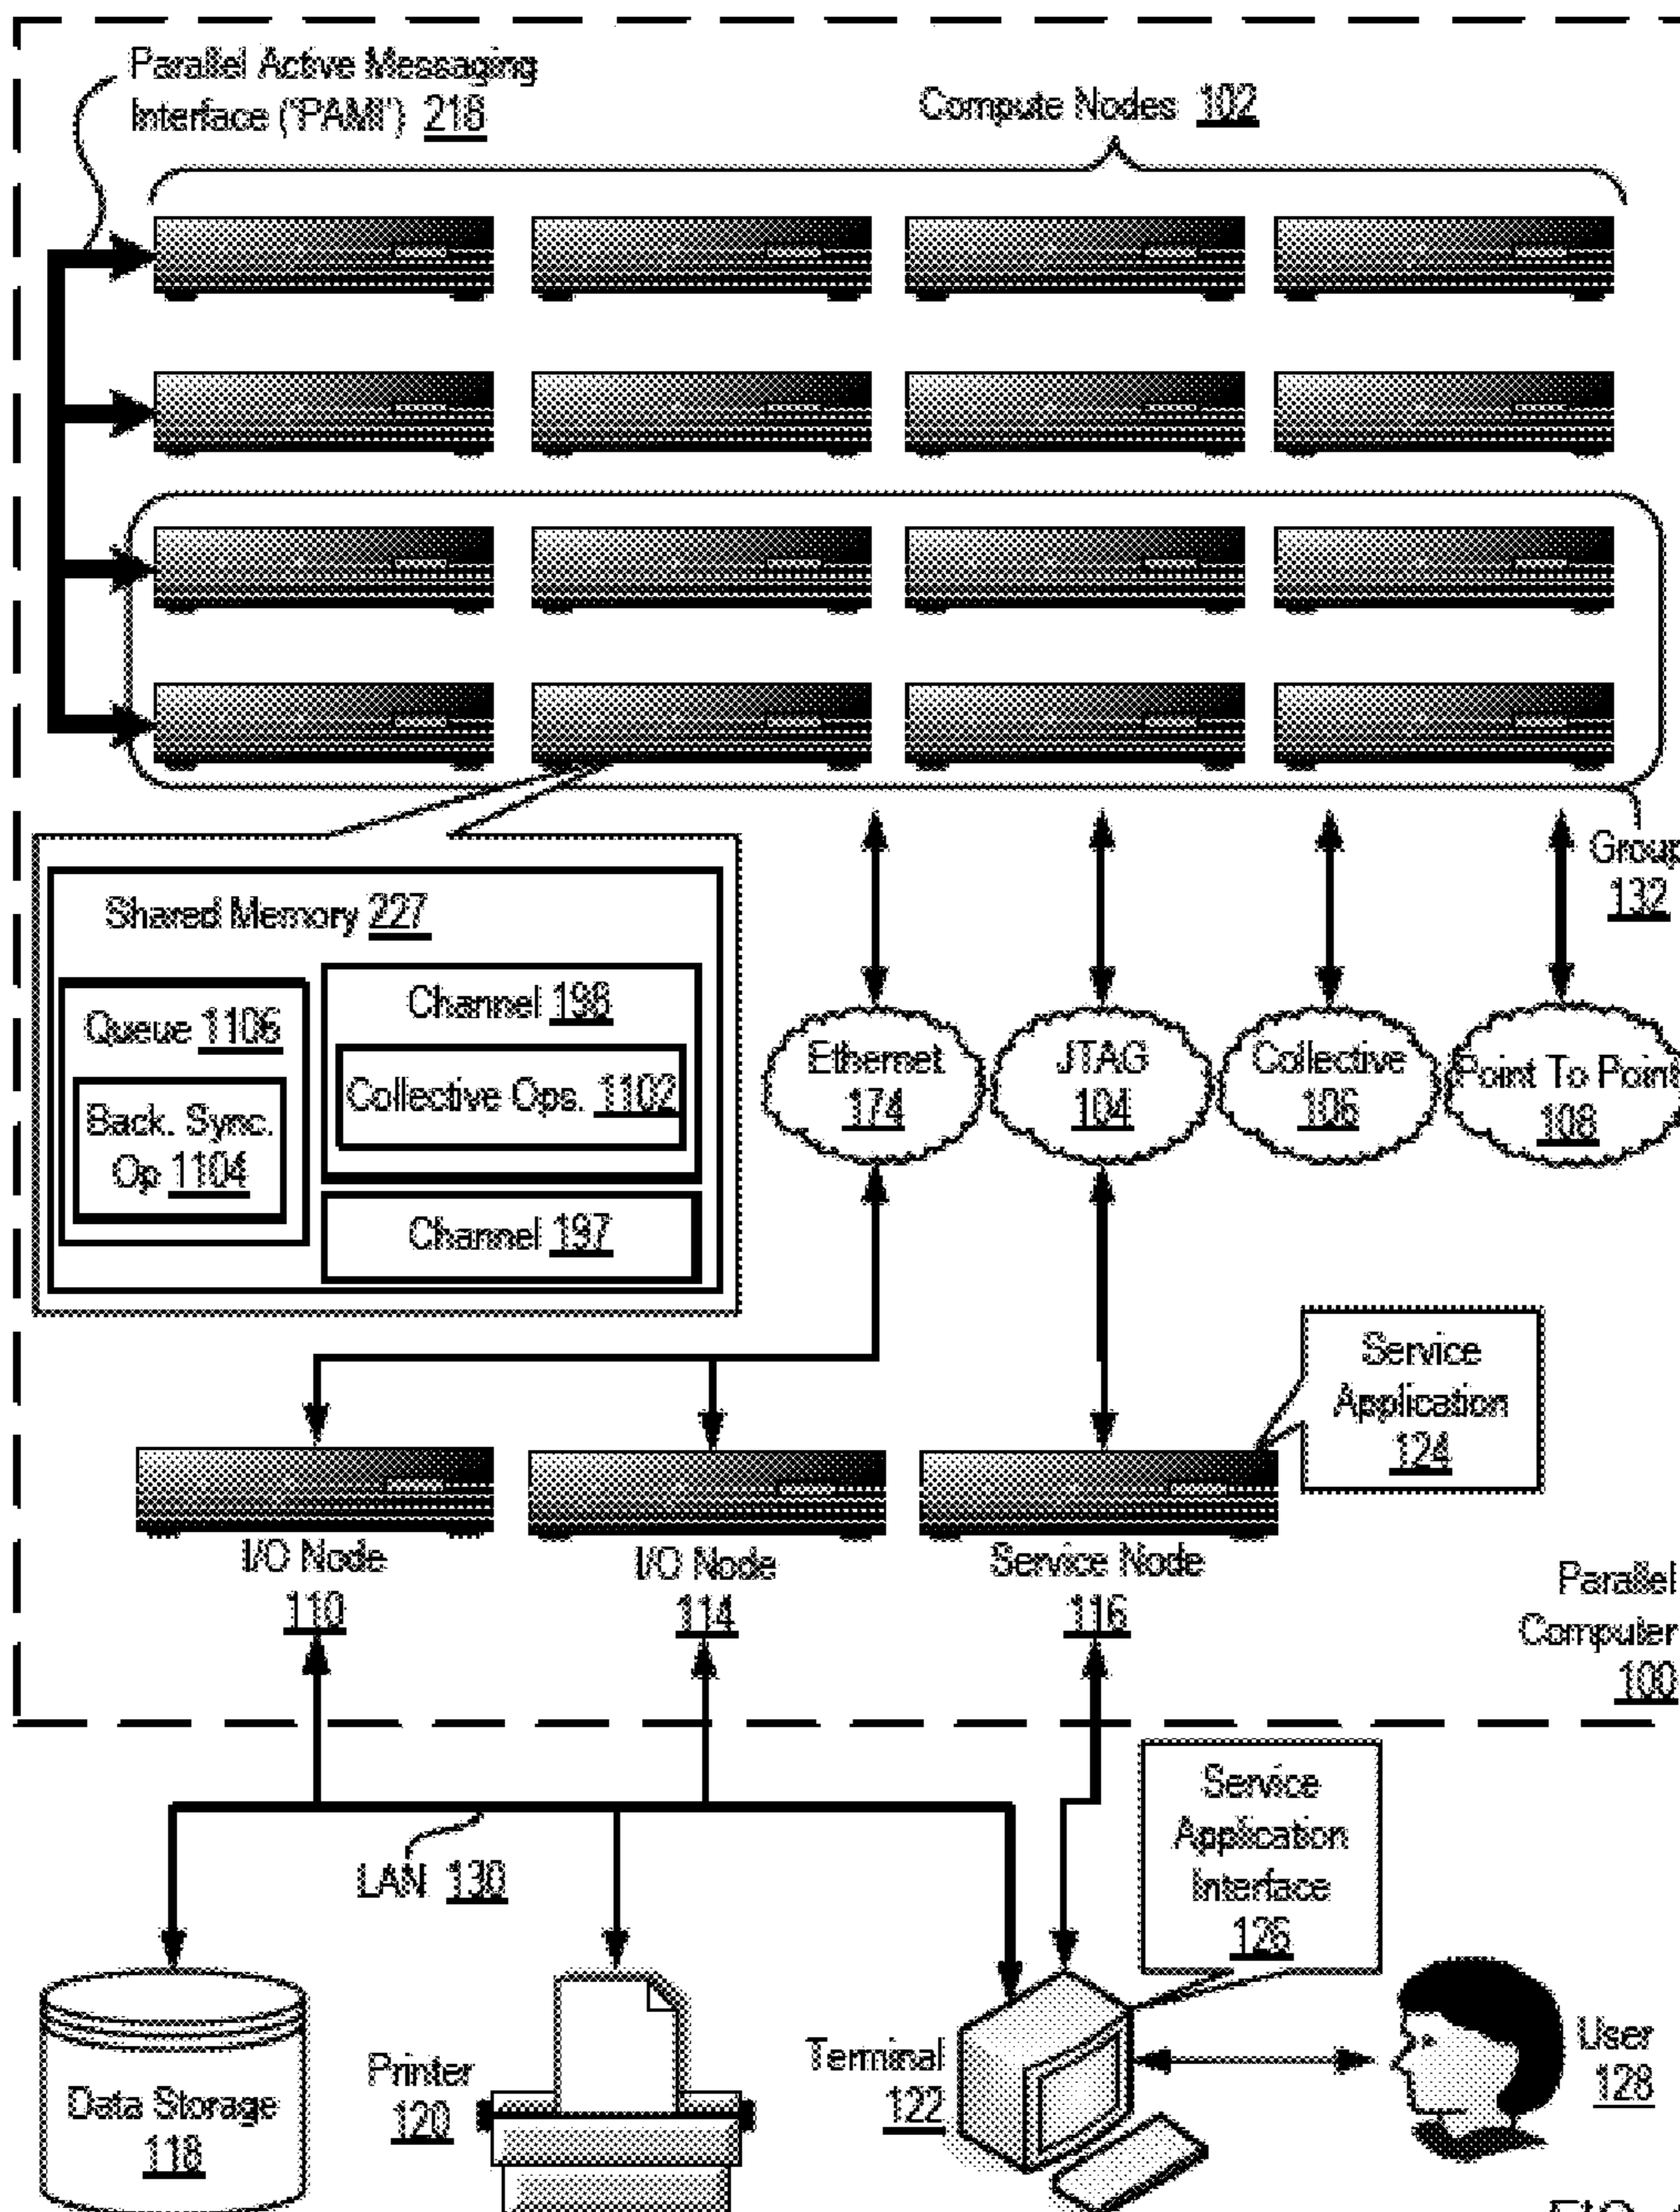 Parallel Active Messaging
Interface ('PAMI') 218
Compute Nodes 102
Group
132
Shared Memory 227
Queue 1106
Back. Sync.
Op 1104
Channel 196
Collective Ops. 1102
Channel 197
Ethernet
174
JTAG
104
Collective
106
Point To Point
108
Service
Application
124
I/O Node
110
I/O Node
114
Service Node
116
Parallel
Computer
100
LAN 130
Service
Application
Interface
126
Data Storage
118
Printer
120
Terminal
122
User
128